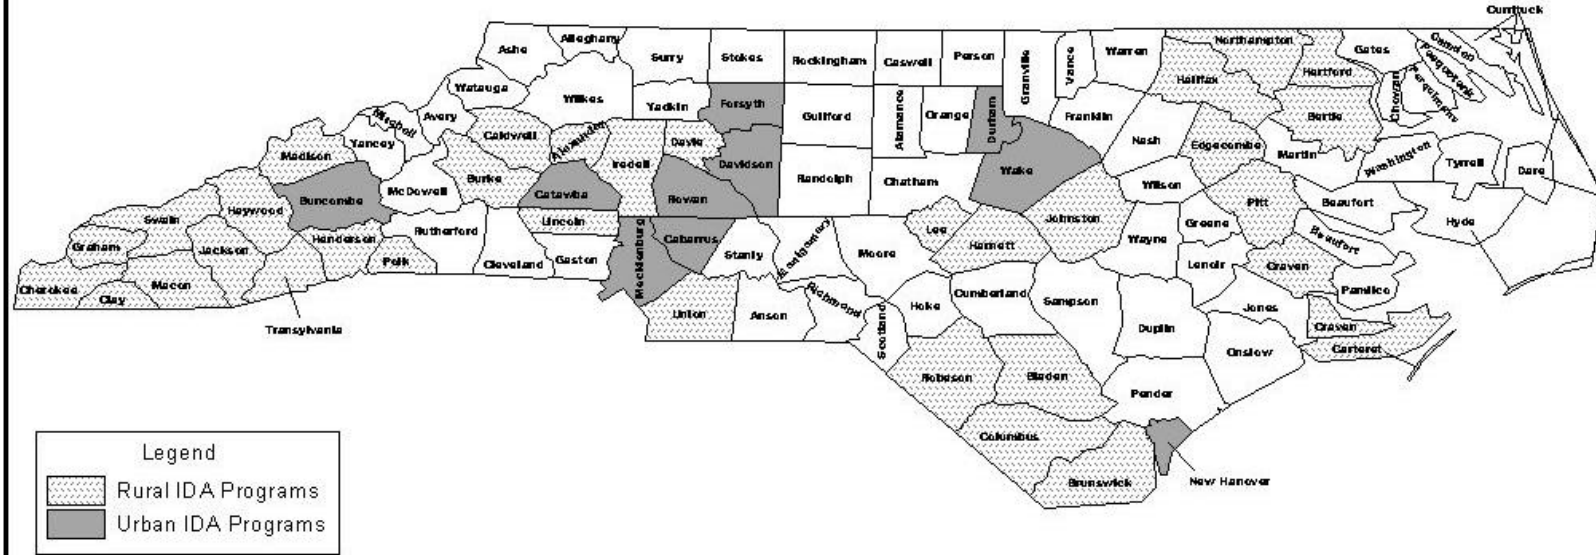 Currituck
Ashe
Alleghany
Surry
Stokes
Rockingham
Caswell
Person
Granville
Vance
Warren
Northampton
Gates
Camden
Pasquotank
Perquimans
Chowan
Hertford
Halifax
Watauga
Wilkes
Yadkin
Forsyth
Guilford
Alamance
Orange
Durham
Franklin
Bertie
Mitchell
Avery
Caldwell
Alexander
Davie
Nash
Edgecombe
Martin
Washington
Tyrrell
Dare
Madison
Yancey
Iredell
Davidson
Burke
McDowell
Catawba
Rowan
Randolph
Chatham
Wake
Wilson
Buncombe
Pitt
Beaufort
Hyde
Swain
Haywood
Lincoln
Johnston
Greene
Rutherford
Lee
Harnett
Wayne
Beaufort
Graham
Jackson
Henderson
Polk
Cleveland
Gaston
Mecklenburg
Cabarrus
Stanly
Montgomery
Moore
Lenoir
Craven
Pamlico
Cherokee
Clay
Macon
Transylvania
Union
Anson
Richmond
Scotland
Hoke
Cumberland
Sampson
Duplin
Jones
Craven
Carteret
Onslow
Robeson
Bladen
Pender
Columbus
Brunswick
New Hanover
Legend
Rural IDA Programs
Urban IDA Programs